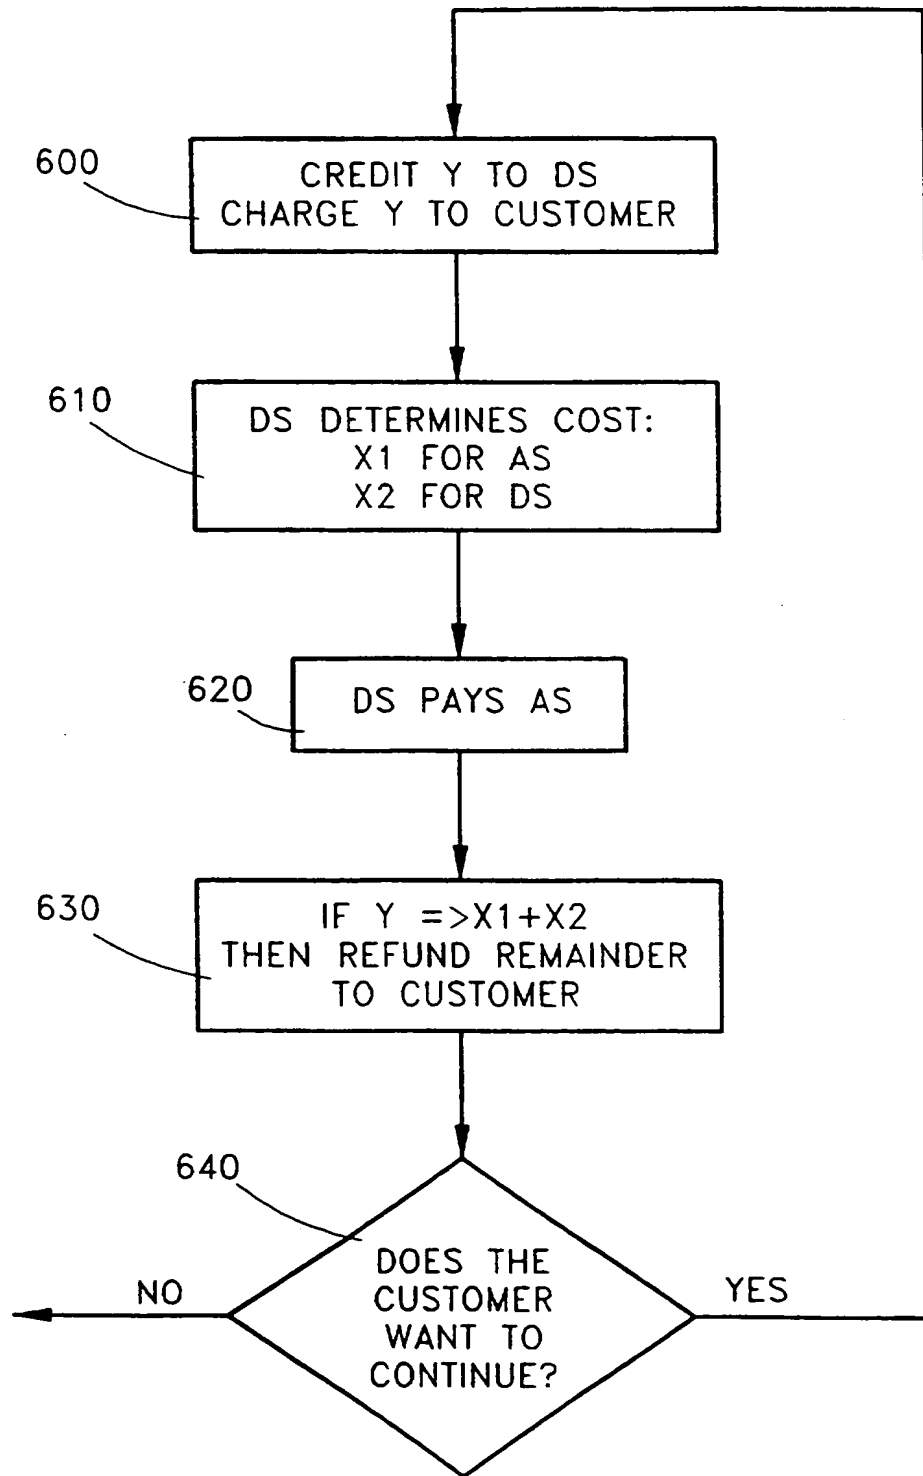 600
CREDIT Y TO DS
CHARGE Y TO CUSTOMER
610
DS DETERMINES COST:
X1 FOR AS
X2 FOR DS
620
DS PAYS AS
630
IF Y =>X1+X2
THEN REFUND REMAINDER
TO CUSTOMER
640
DOES THE
CUSTOMER
WANT TO
CONTINUE?
NO
YES